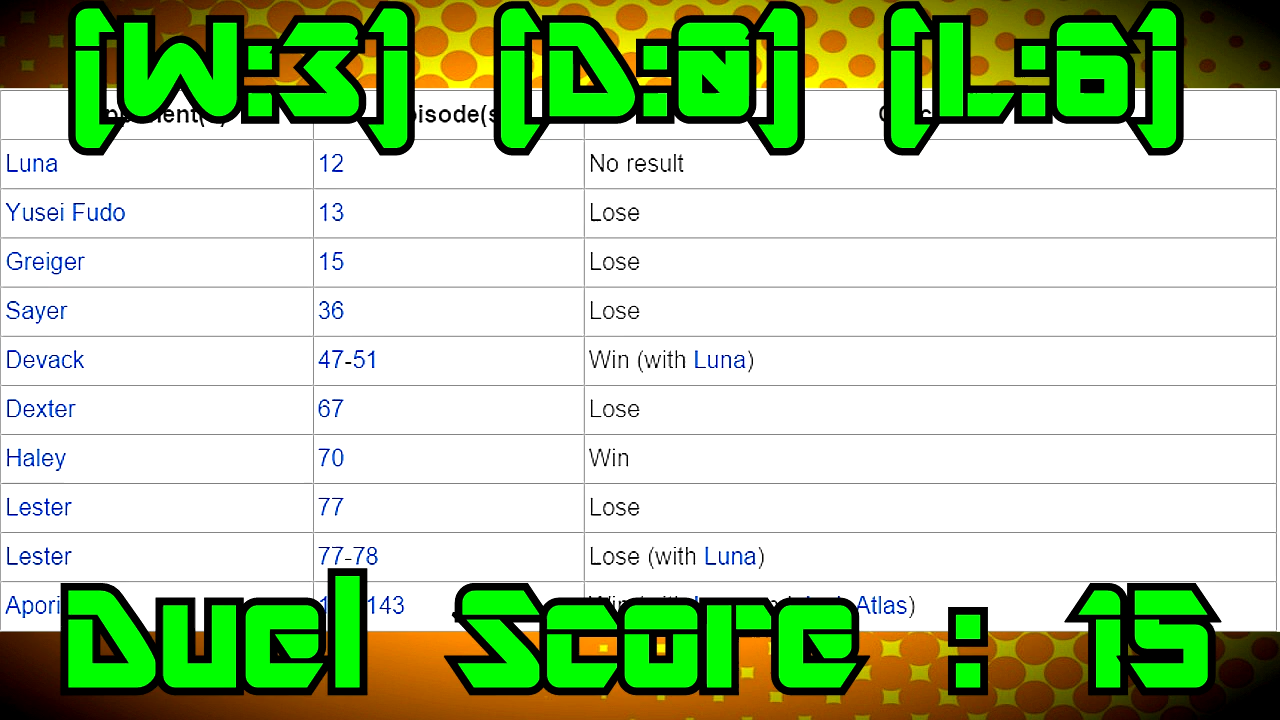 [W:3] [D:0] [L:6]
Luna 12 No result
Yusei Fudo 13 Lose
Greiger 15 Lose
Sayer 36 Lose
Devack 47-51 Win (with Luna)
Dexter 67 Lose
Haley 70 Win
Lester 77 Lose
Lester 77-78 Lose (with Luna)
Atlas)
Duel Score : 15